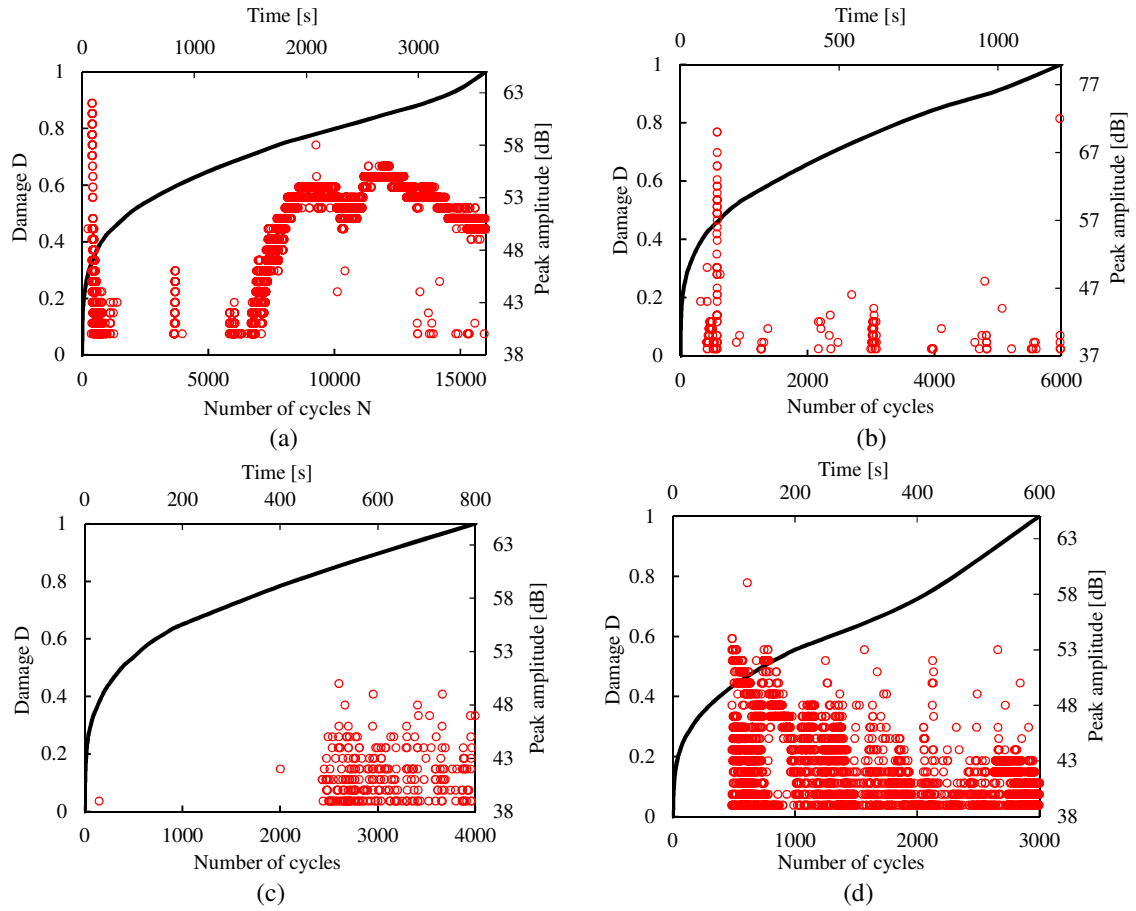 Time [s]
0 1000 2000 3000
1
0.8
0.6
0.4
0.2
0
Damage D
63
58
53
48
43
38
Peak amplitude [dB]
0 5000 10000 15000
Number of cycles N
(a)
Time [s]
0 500 1000
1
0.8
0.6
0.4
0.2
0
Damage D
77
67
57
47
37
Peak amplitude [dB]
0 2000 4000 6000
Number of cycles
(b)
Time [s]
0 200 400 600 800
1
0.8
0.6
0.4
0.2
0
Damage D
63
58
53
48
43
38
Peak amplitude [dB]
0 1000 2000 3000 4000
Number of cycles
(c)
Time [s]
0 200 400 600
1
0.8
0.6
0.4
0.2
0
Damage D
63
58
53
48
43
38
Peak amplitude [dB]
0 1000 2000 3000
Number of cycles
(d)